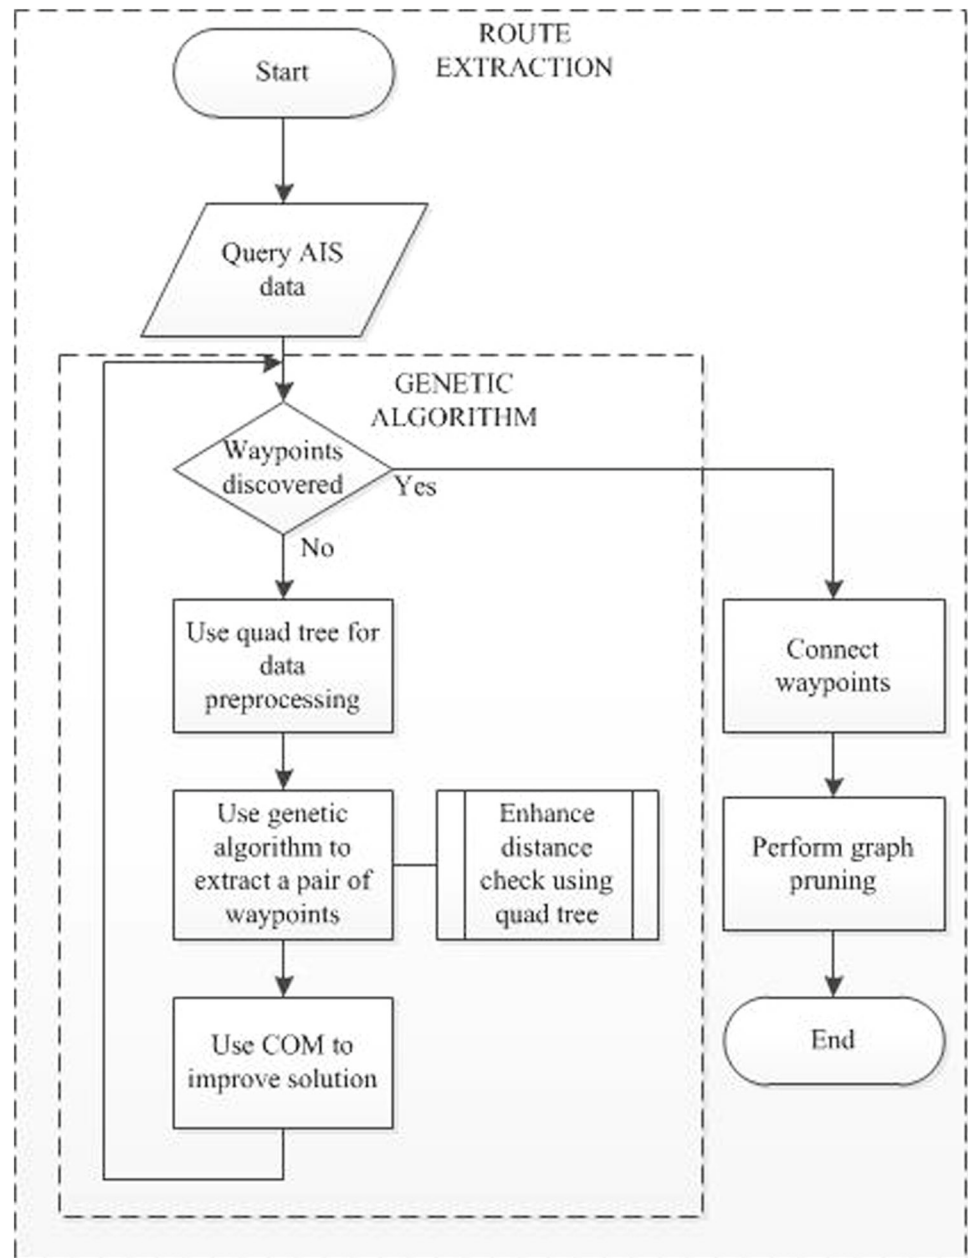 ROUTE
EXTRACTION
Start
Query AIS
data
GENETIC
ALGORITHM
Waypoints
discovered
Yes
No
Use quad tree for
data
preprocessing
Connect
waypoints
Use genetic
algorithm to
extract a pair of
waypoints
Enhance
distance
check using
quad tree
Perform graph
pruning
Use COM to
improve solution
End